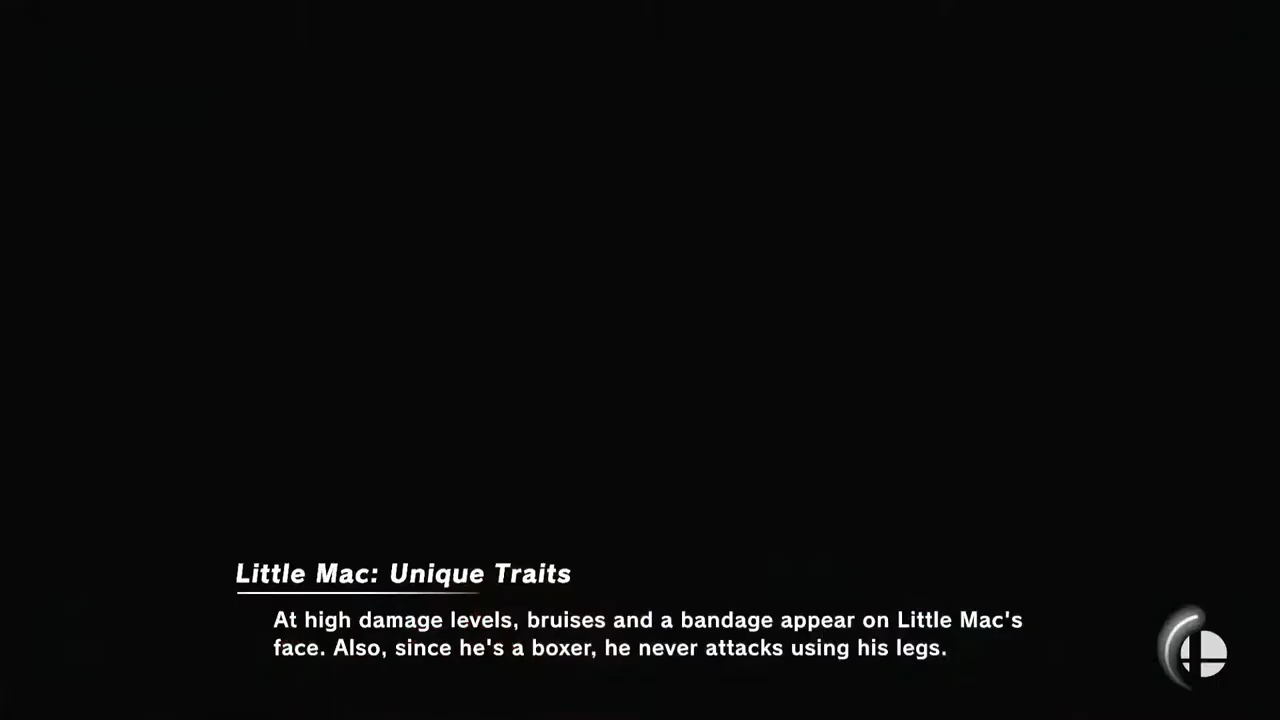 Little Mac: Unique Traits
At high damage levels, bruises and a bandage appear on Little Mac's
face. Also, since he's a boxer, he never attacks using his legs.